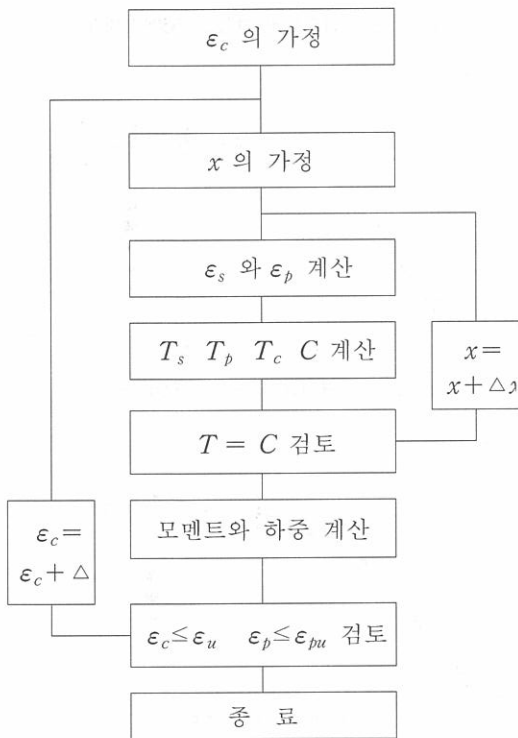 ε_c 의 가정
x 의 가정
ε_s 와 ε_p 계산
T_s T_p T_c C 계산
x =
x + △x
T = C 검토
모멘트와 하중 계산
ε_c =
ε_c + △
ε_c ≤ ε_u ε_p ≤ ε_pu 검토
종 료